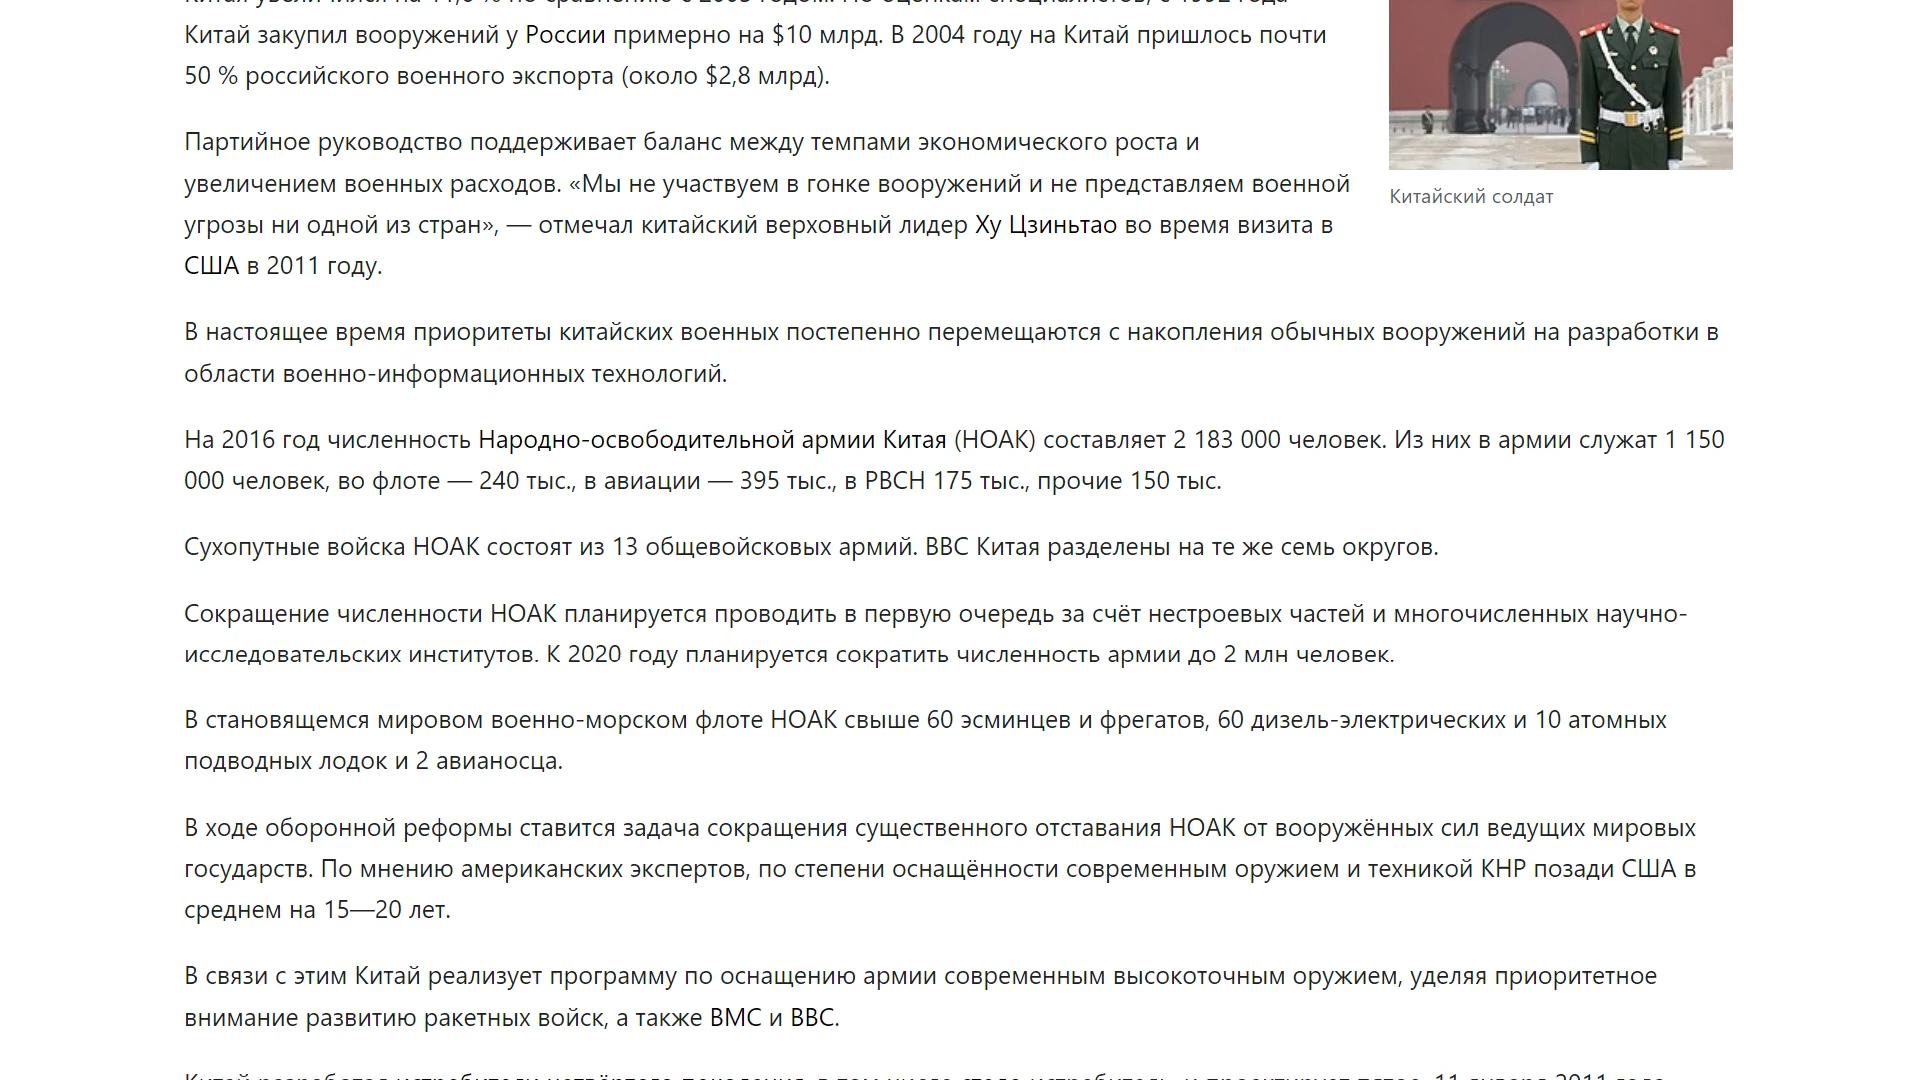 Китай закупил вооружений у России примерно на $10 млрд. В 2004 году на Китай пришлось почти
50 % российского военного экспорта (около $2,8 млрд).
Китайский солдат
Партийное руководство поддерживает баланс между темпами экономического роста и
увеличением военных расходов. «Мы не участвуем в гонке вооружений и не представляем военной
угрозы ни одной из стран», — отмечал китайский верховный лидер Ху Цзиньтао во время визита в
США в 2011 году.
В настоящее время приоритеты китайских военных постепенно перемещаются с накопления обычных вооружений на разработки в
области военно-информационных технологий.
На 2016 год численность Народно-освободительной армии Китая (НОАК) составляет 2 183 000 человек. Из них в армии служат 1 150
000 человек, во флоте — 240 тыс., в авиации — 395 тыс., в РВСН 175 тыс., прочие 150 тыс.
Сухопутные войска НОАК состоят из 13 общевойсковых армий. ВВС Китая разделены на те же семь округов.
Сокращение численности НОАК планируется проводить в первую очередь за счёт нестроевых частей и многочисленных научно-
исследовательских институтов. К 2020 году планируется сократить численность армии до 2 млн человек.
В становящемся мировом военно-морском флоте НОАК свыше 60 эсминцев и фрегатов, 60 дизель-электрических и 10 атомных
подводных лодок и 2 авианосца.
В ходе оборонной реформы ставится задача сокращения существенного отставания НОАК от вооружённых сил ведущих мировых
государств. По мнению американских экспертов, по степени оснащённости современным оружием и техникой КНР позади США в
среднем на 15—20 лет.
В связи с этим Китай реализует программу по оснащению армии современным высокоточным оружием, уделяя приоритетное
внимание развитию ракетных войск, а также ВМС и ВВС.